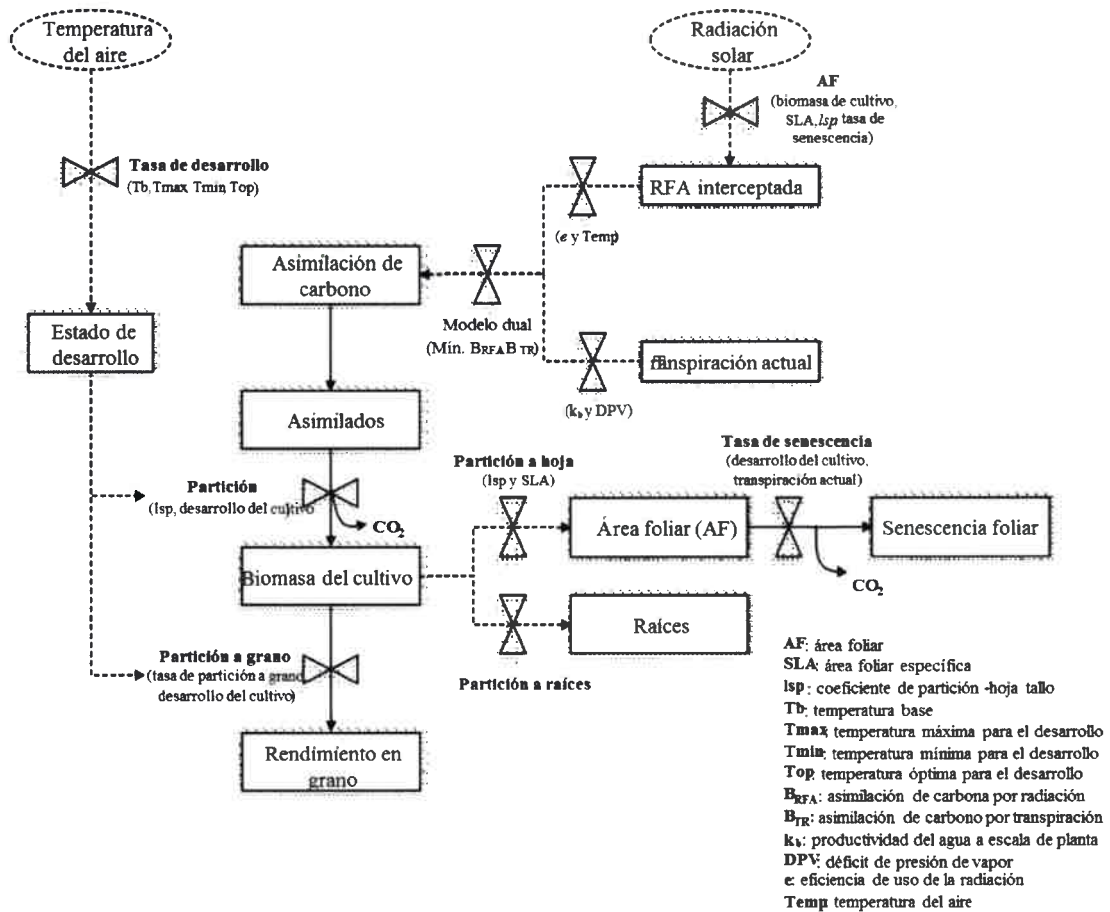 Temperatura
del aire
Radiación
solar
AF
(biomasa de cultivo,
SLA, lsp tasa de
senescencia)
Tasa de desarrollo
(Tb, Tmax, Tmin, Top)
RFA interceptada
(e y Temp)
Asimilación de
carbono
Modelo dual
(Mín. BRFA BTR)
Estado de
desarrollo
Transpiración actual
(kb y DPV)
Asimilados
Partición
(lsp, desarrollo del cultivo)
CO2
Partición a hoja
(lsp y SLA)
Tasa de senescencia
(desarrollo del cultivo,
transpiración actual)
Área foliar (AF)
Senescencia foliar
CO2
Biomasa del cultivo
Raíces
Partición a raíces
Partición a grano
(tasa de partición a grano
desarrollo del cultivo)
Rendimiento en
grano
AF: área foliar
SLA: área foliar específica
lsp: coeficiente de partición -hoja tallo
Tb: temperatura base
Tmax: temperatura máxima para el desarrollo
Tmin: temperatura mínima para el desarrollo
Top: temperatura óptima para el desarrollo
BRFA: asimilación de carbona por radiación
BTR: asimilación de carbono por transpiración
kb: productividad del agua a escala de planta
DPV: déficit de presión de vapor
e: eficiencia de uso de la radiación
Temp: temperatura del aire